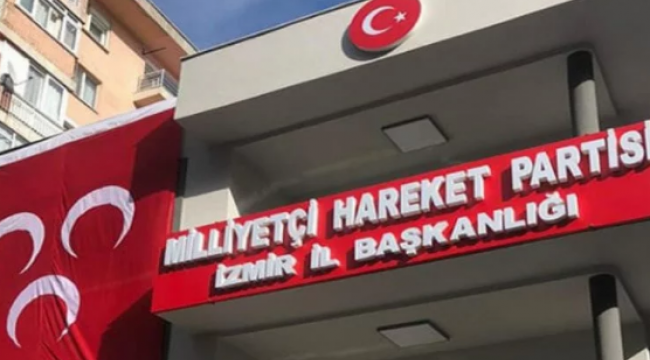 MİLLİYETÇİ HAREKET PARTİSİ
İZMİR İL BAŞKANLIĞI